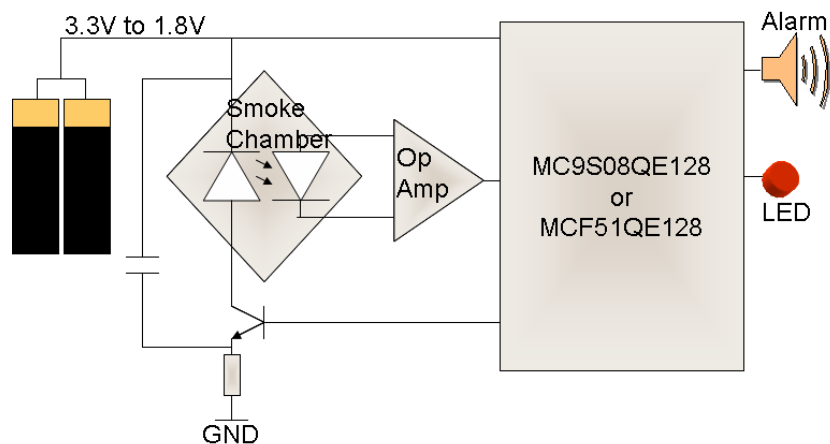 3.3V to 1.8V
Alarm
Smoke
Chamber
Op
Amp
MC9S08QE128
or
MCF51QE128
LED
GND